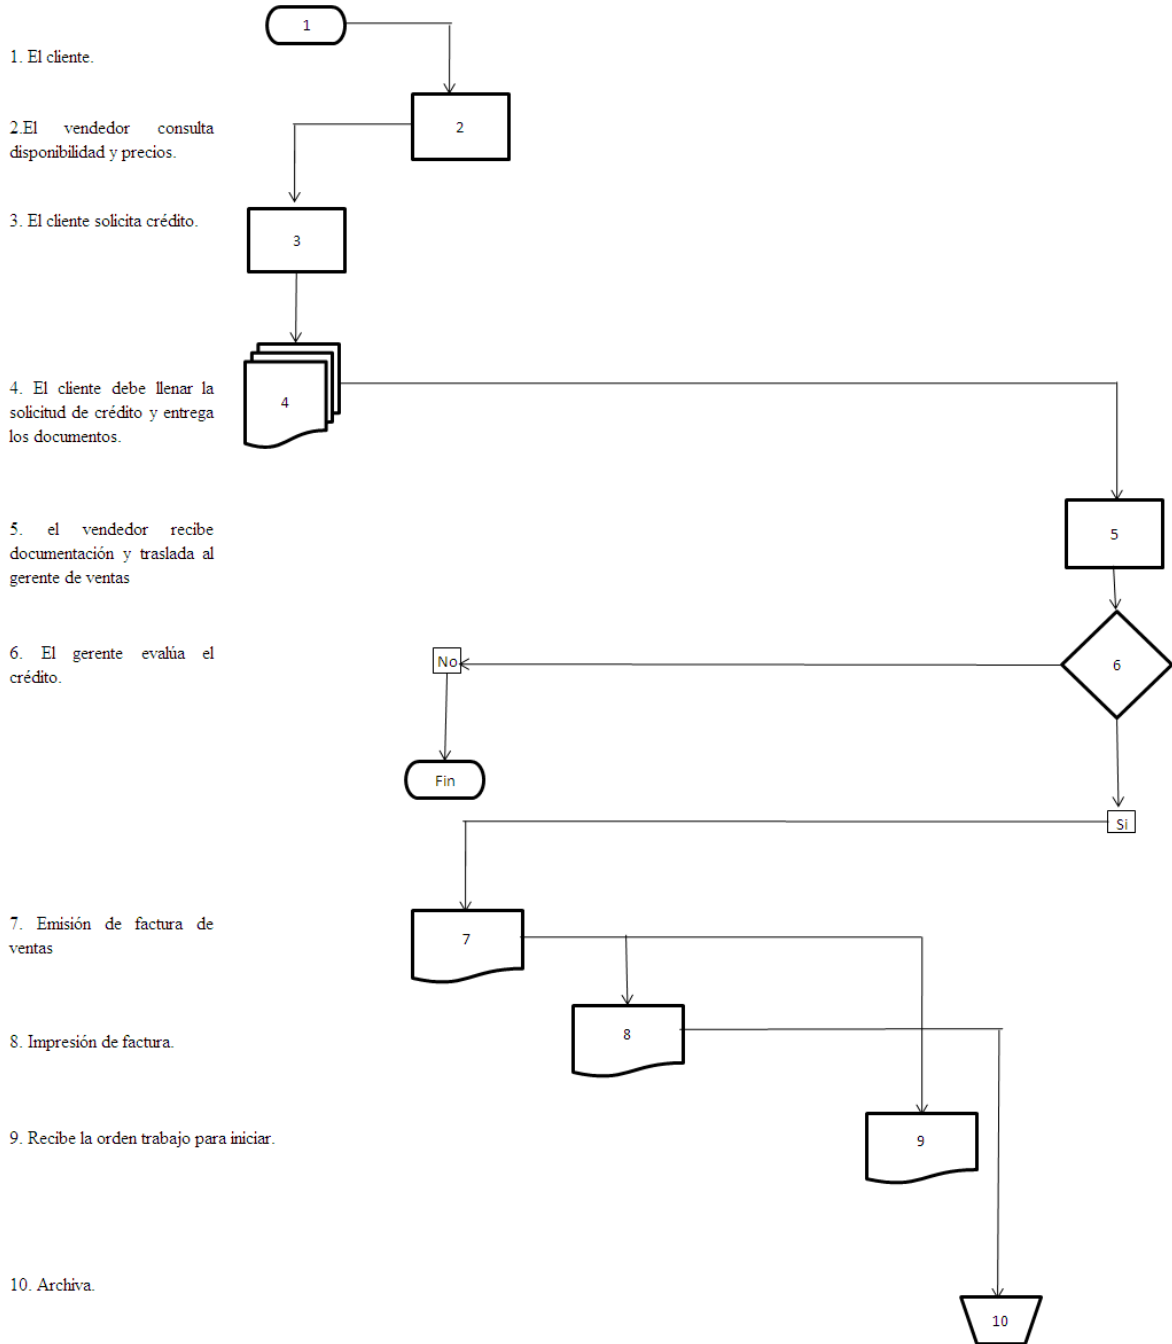 1
1. El cliente.
2.El vendedor consulta
disponibilidad y precios.
2
3. El cliente solicita crédito.
3
4. El cliente debe llenar la
solicitud de crédito y entrega
los documentos.
4
5. el vendedor recibe
documentación y traslada al
gerente de ventas
5
6. El gerente evalúa el
crédito.
No
6
Fin
Si
7. Emisión de factura de
ventas
7
8. Impresión de factura.
8
9. Recibe la orden trabajo para iniciar.
9
10. Archiva.
10